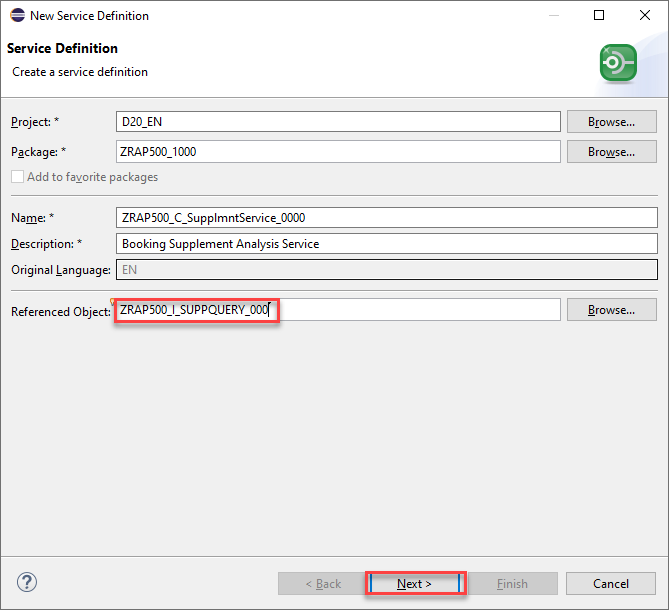 New Service Definition
Service Definition
Create a service definition
Project: * D20_EN Browse...
Package: * ZRAP500_1000 Browse...
Add to favorite packages
Name: * ZRAP500_C_SupplmntService_0000
Description: * Booking Supplement Analysis Service
Original Language: EN
Referenced Object: ZRAP500_I_SUPPQUERY_000 Browse...
? < Back Next > Finish Cancel